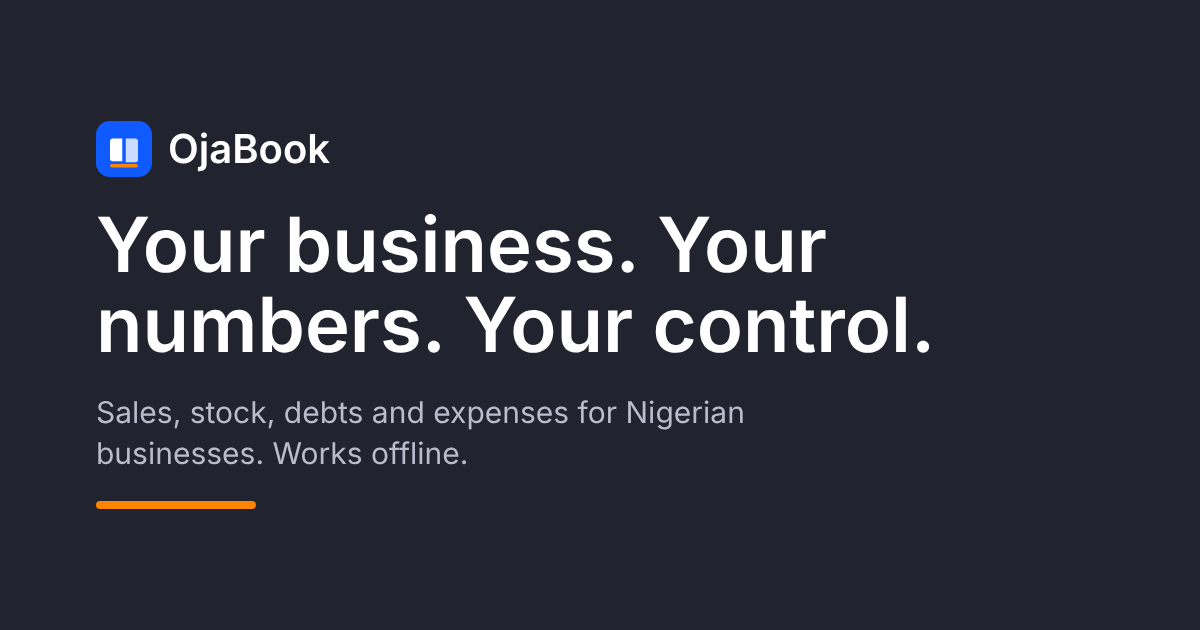 OjaBook
Your business. Your
numbers. Your control.
Sales, stock, debts and expenses for Nigerian
businesses. Works offline.